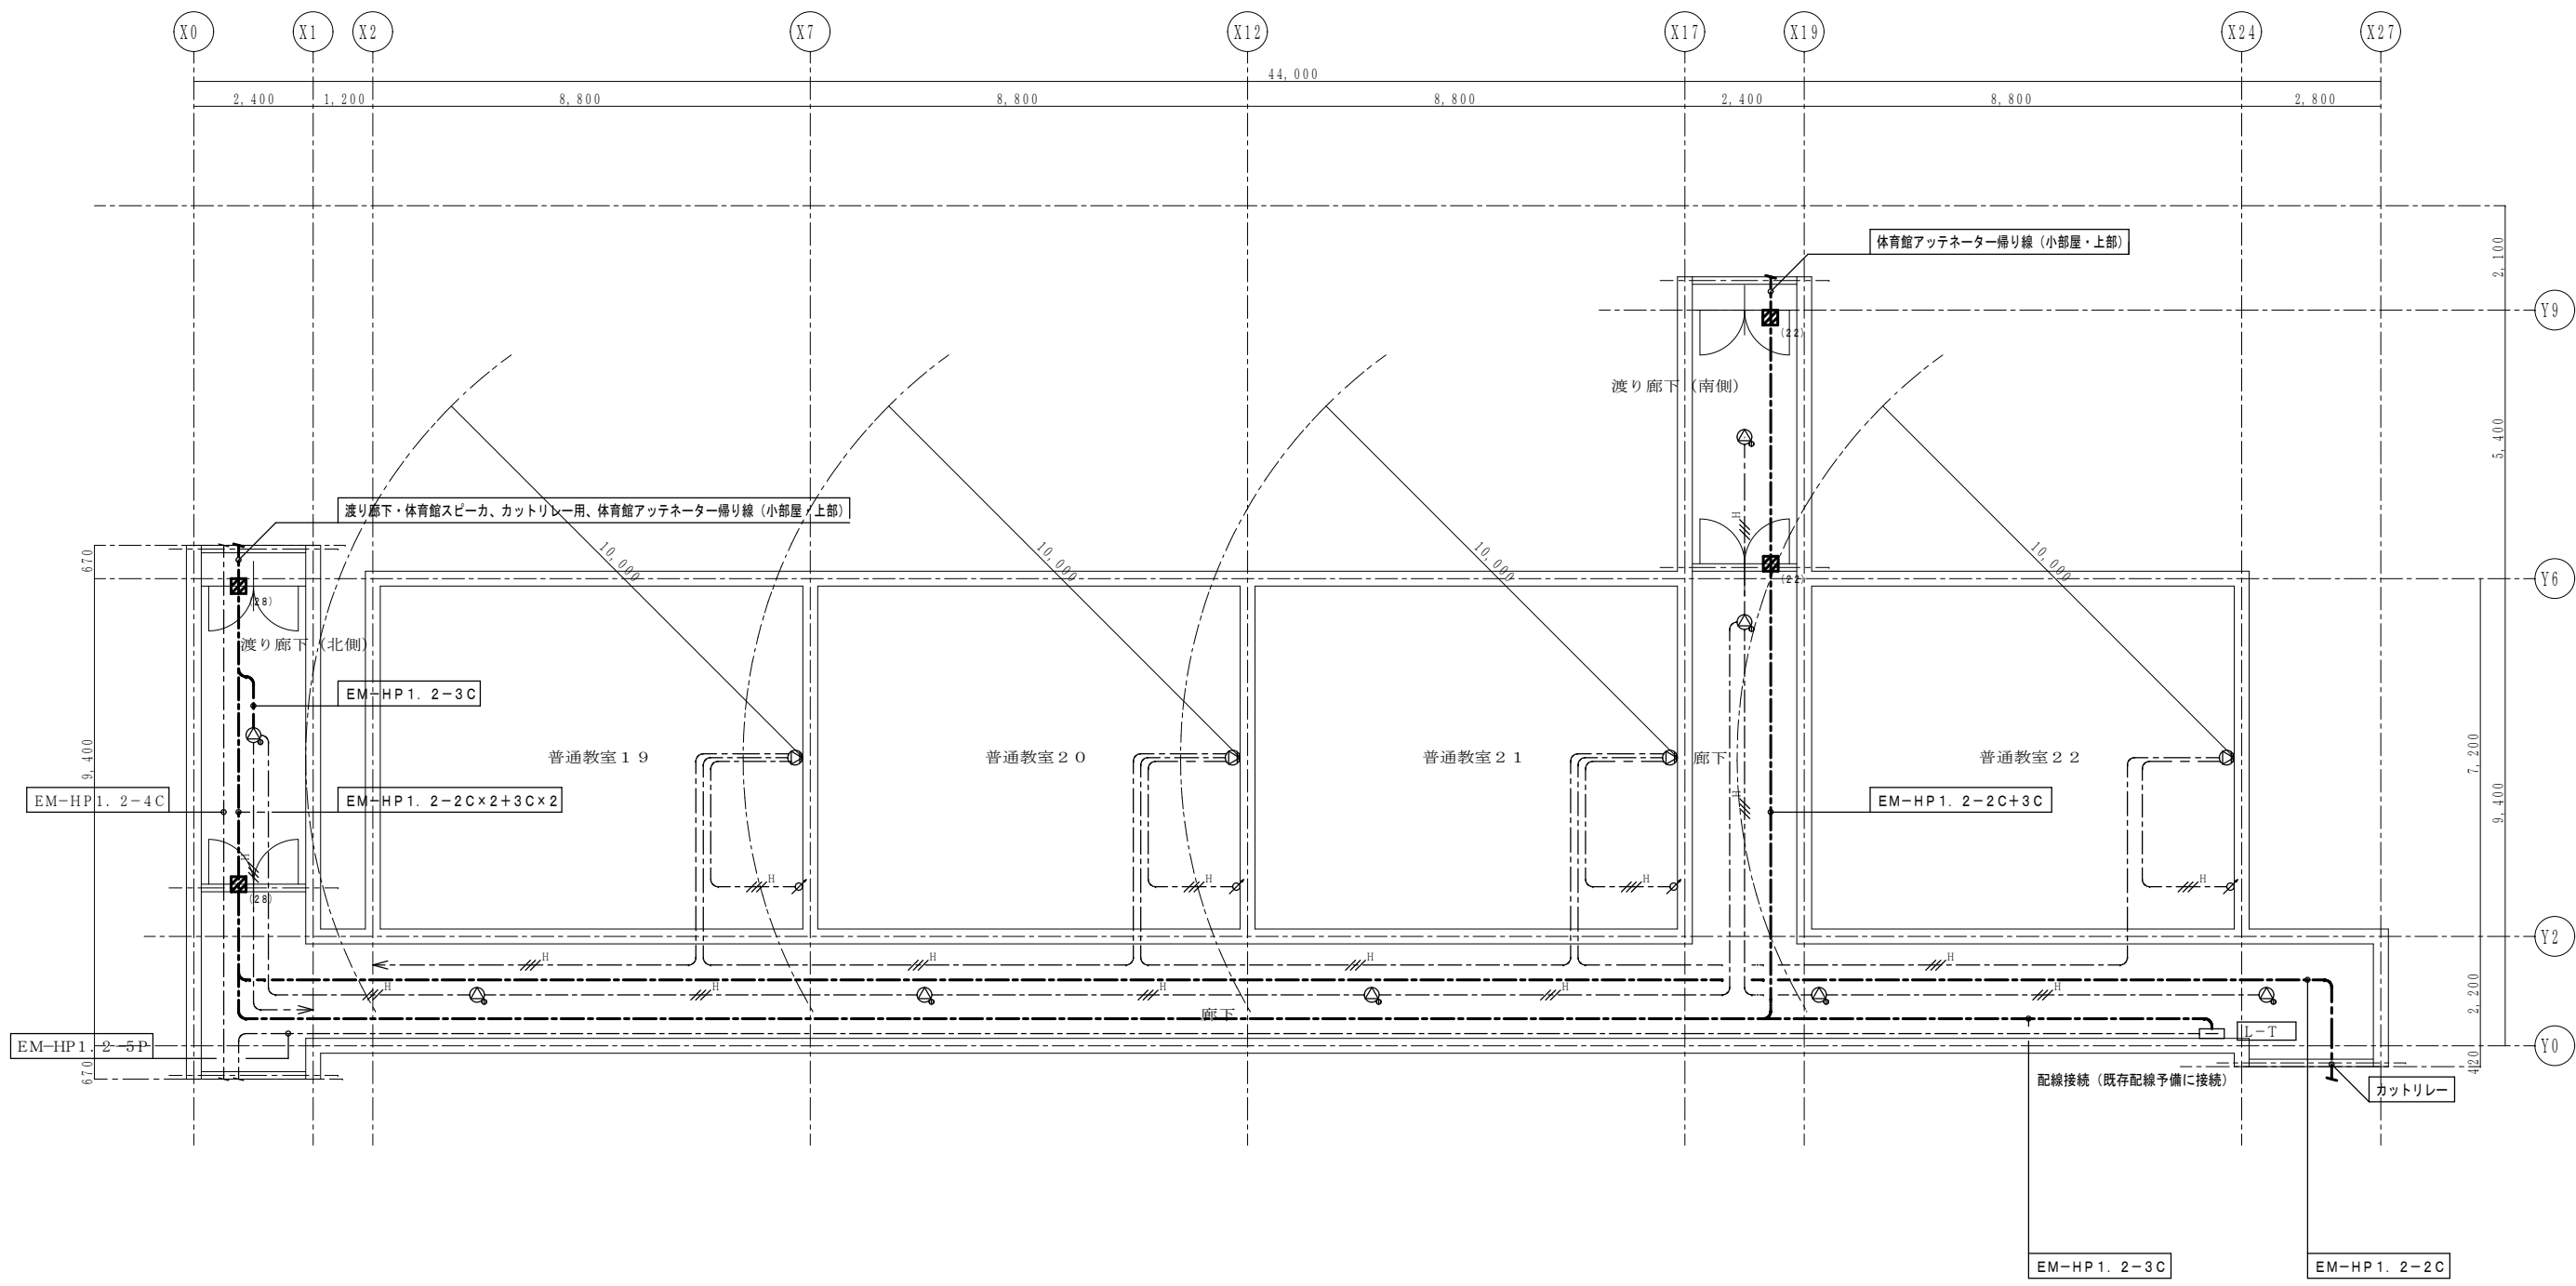 X0
X1
X2
X7
X12
X17
X19
X24
X27
44,000
2,400
1,200
8,800
8,800
8,800
2,400
8,800
2,800
体育館アッテネーター帰り線（小部屋・上部）
2,100
Y9
(22)
渡り廊下（南側）
5,400
渡り廊下・体育館スピーカ、カットリレー用、体育館アッテネーター帰り線（小部屋・上部）
H
670
10,000
10,000
10,000
10,000
(22)
Y6
(28)
渡り廊下（北側）
EM-HP1. 2-3C
普通教室１９
普通教室２０
普通教室２１
廊下
普通教室２２
9,400
7,200
EM-HP1. 2-4C
EM-HP1. 2-2C×2+3C×2
H
EM-HP1. 2-2C+3C
9,400
H
H
H
H
H
(28)
Y2
H
H
H
H
H
H
H
H
H
2,200
廊下
EM-HP1. 2-5P
L-T
Y0
670
420
配線接続（既存配線予備に接続）
カットリレー
EM-HP1. 2-3C
EM-HP1. 2-2C